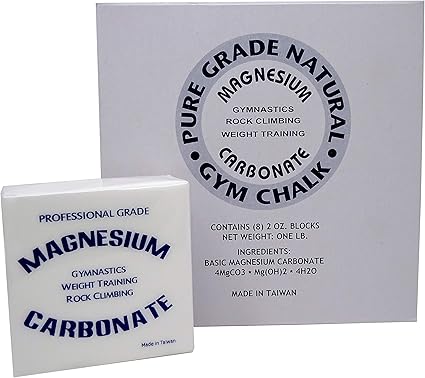 • PURE GRADE NATURAL •
MAGNESIUM
GYMNASTICS
ROCK CLIMBING
WEIGHT TRAINING
CARBONATE
GYM CHALK
CONTAINS (8) 2 OZ. BLOCKS
NET WEIGHT: ONE LB.
INGREDIENTS:
BASIC MAGNESIUM CARBONATE
4MgCO3 • Mg(OH)2 • 4H2O
MADE IN TAIWAN
PROFESSIONAL GRADE
MAGNESIUM
GYMNASTICS
WEIGHT TRAINING
ROCK CLIMBING
CARBONATE
Made in Taiwan